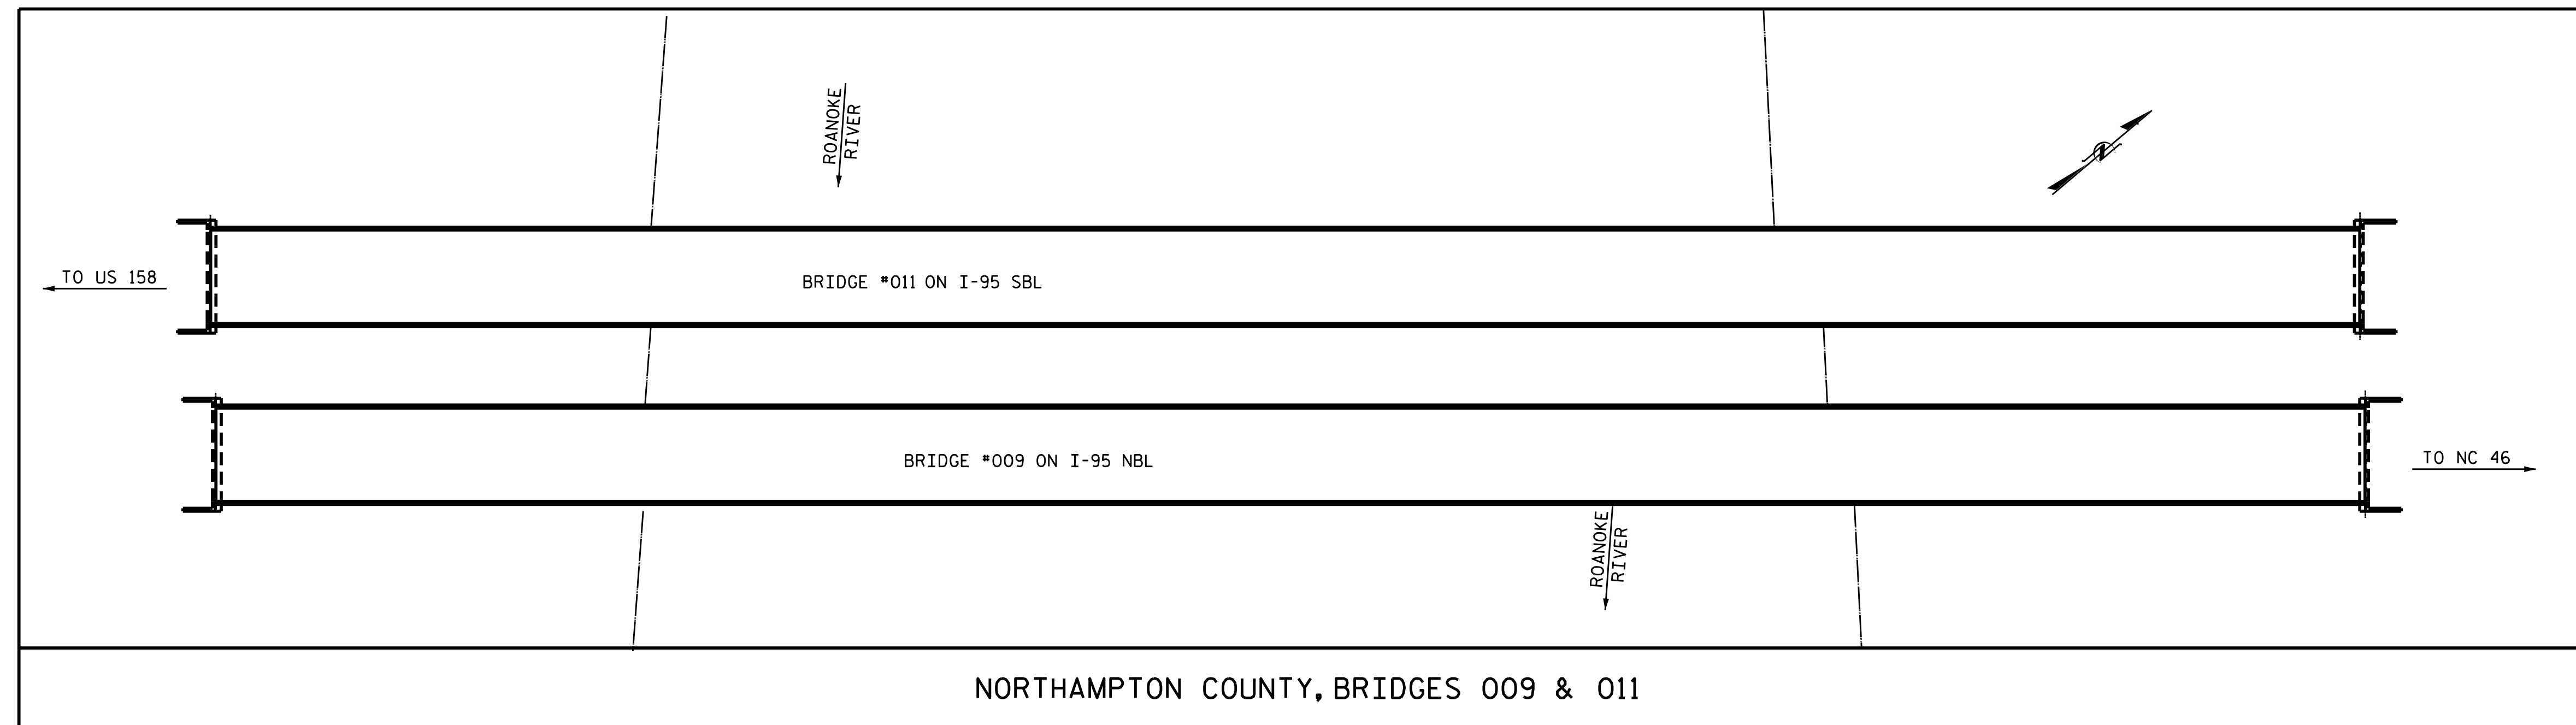 ROANOKE
RIVER
N
TO US 158
BRIDGE #011 ON I-95 SBL
BRIDGE #009 ON I-95 NBL
TO NC 46
ROANOKE
RIVER
NORTHAMPTON COUNTY, BRIDGES 009 & 011